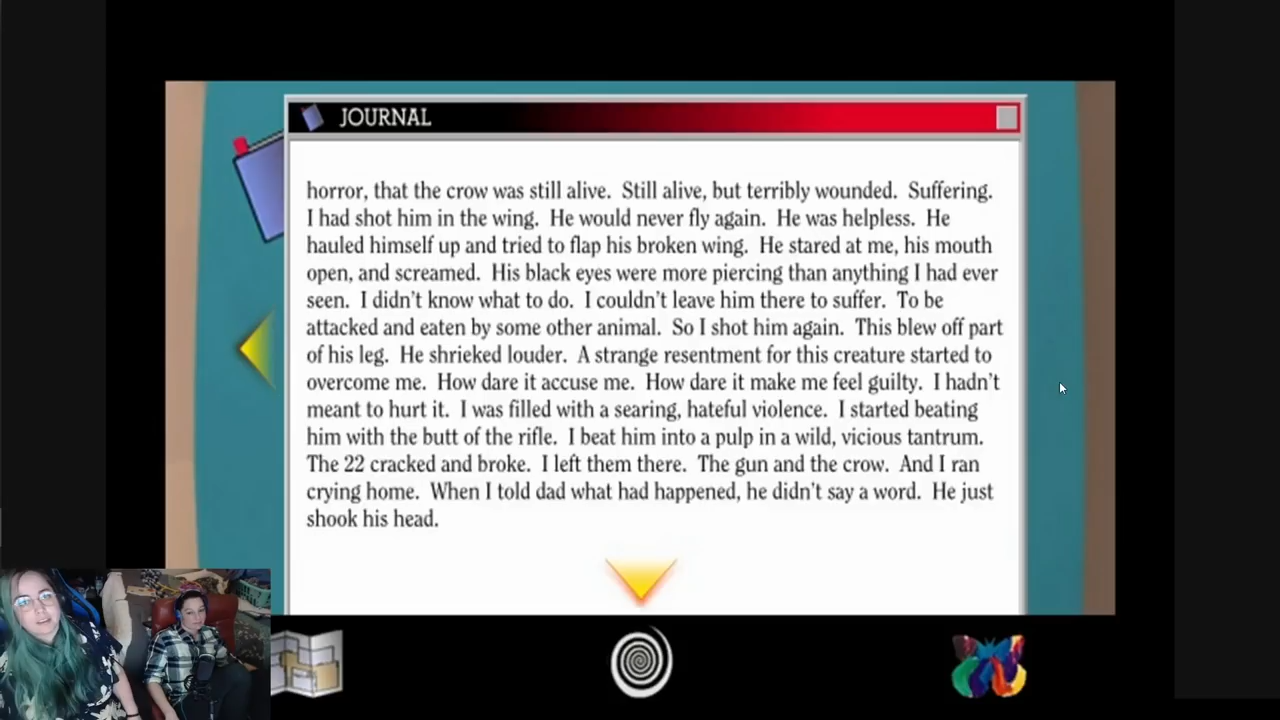 JOURNAL
horror, that the crow was still alive.  Still alive, but terribly wounded.  Suffering.
I had shot him in the wing.  He would never fly again.  He was helpless.  He
hauled himself up and tried to flap his broken wing.  He stared at me, his mouth
open, and screamed.  His black eyes were more piercing than anything I had ever
seen.  I didn't know what to do.  I couldn't leave him there to suffer.  To be
attacked and eaten by some other animal.  So I shot him again.  This blew off part
of his leg.  He shrieked louder.  A strange resentment for this creature started to
overcome me.  How dare it accuse me.  How dare it make me feel guilty.  I hadn't
meant to hurt it.  I was filled with a searing, hateful violence.  I started beating
him with the butt of the rifle.  I beat him into a pulp in a wild, vicious tantrum.
The 22 cracked and broke.  I left them there.  The gun and the crow.  And I ran
crying home.  When I told dad what had happened, he didn't say a word.  He just
shook his head.